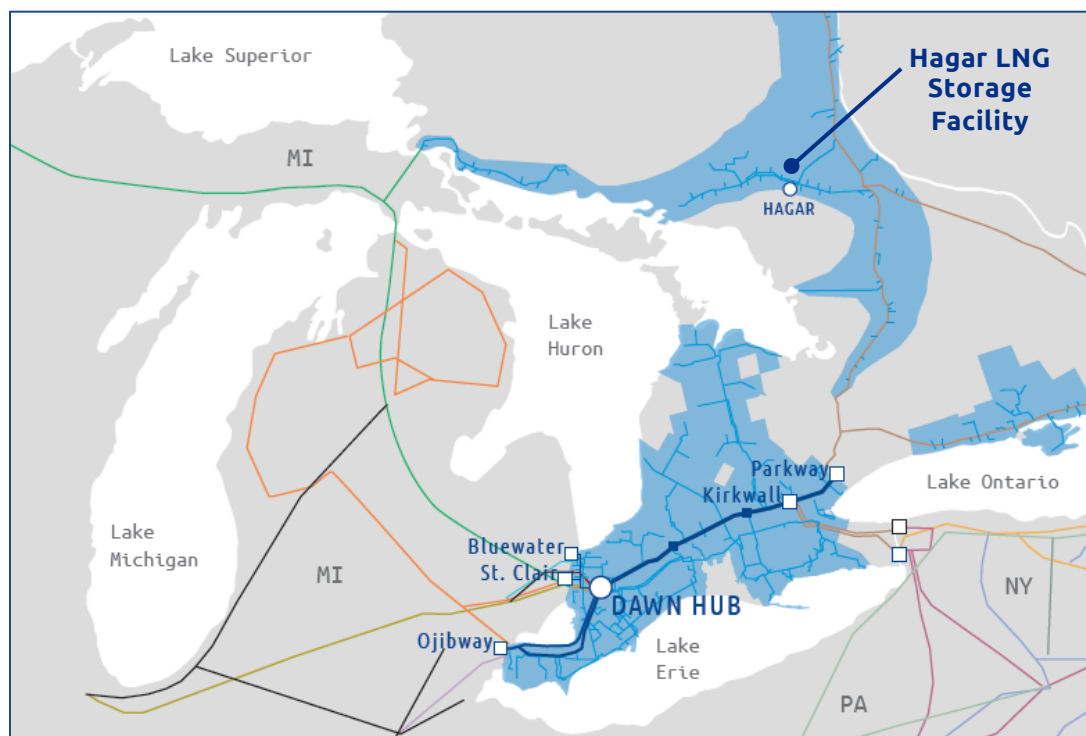 Lake Superior
Hagar LNG
Storage
Facility
MI
HAGAR
Lake
Huron
Parkway
Kirkwall
Lake Ontario
Lake
Michigan
Bluewater
St. Clair
MI
DAWN HUB
NY
Ojibway
Lake
Erie
PA